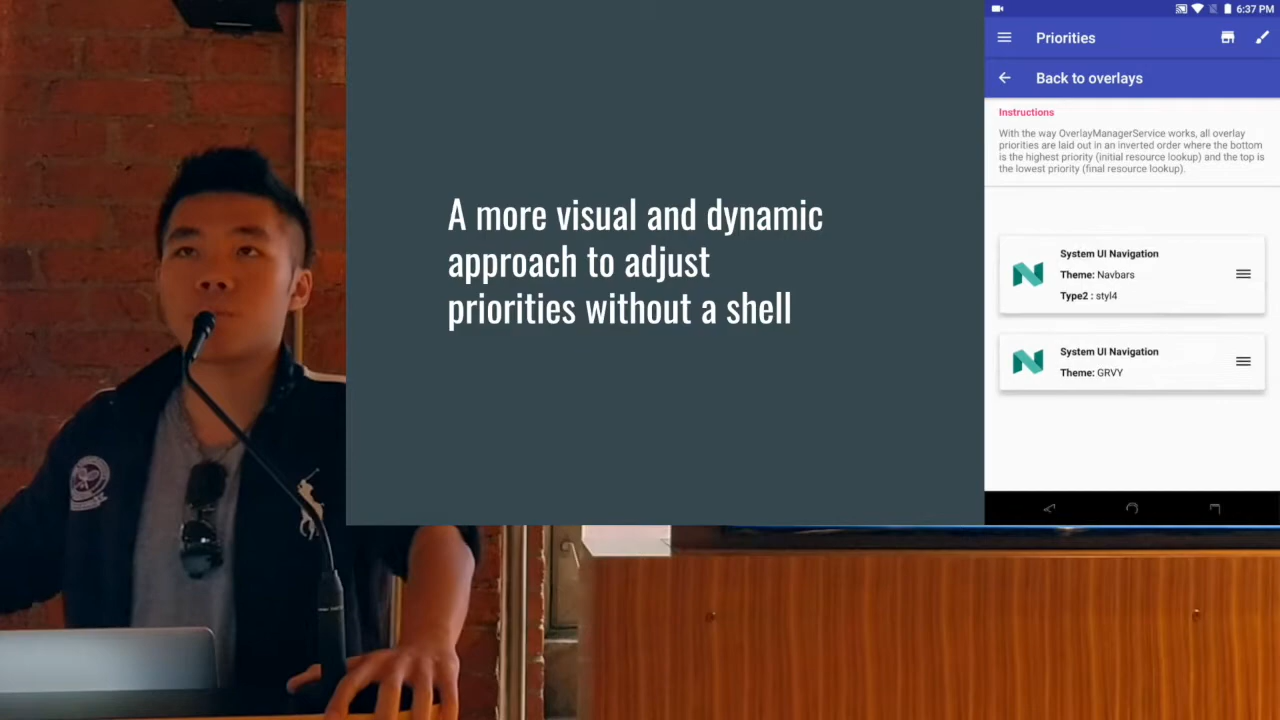 A more visual and dynamic
approach to adjust
priorities without a shell
6:37 PM
Priorities
Back to overlays
Instructions
With the way OverlayManagerService works, all overlay
priorities are laid out in an inverted order where the bottom
is the highest priority (initial resource lookup) and the top is
the lowest priority (final resource lookup).
System UI Navigation
Theme: Navbars
Type2 : styl4
System UI Navigation
Theme: GRVY